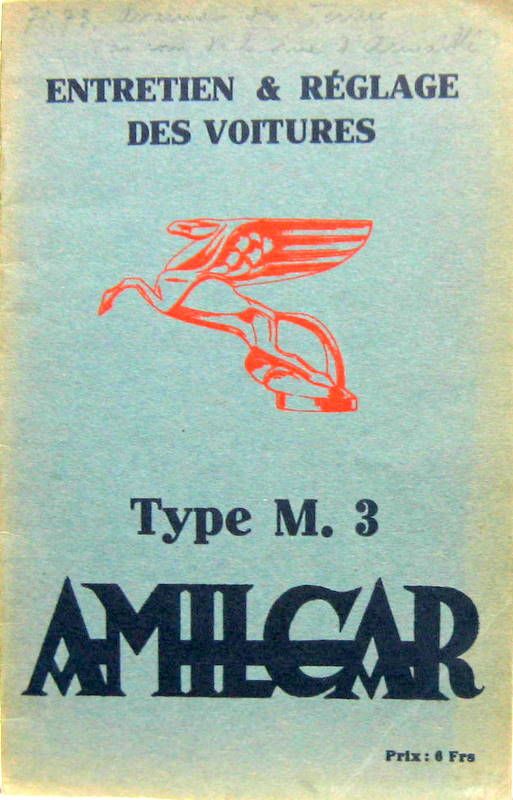 ENTRETIEN & RÉGLAGE
DES VOITURES
Type M. 3
AMILCAR
Prix : 6 Frs